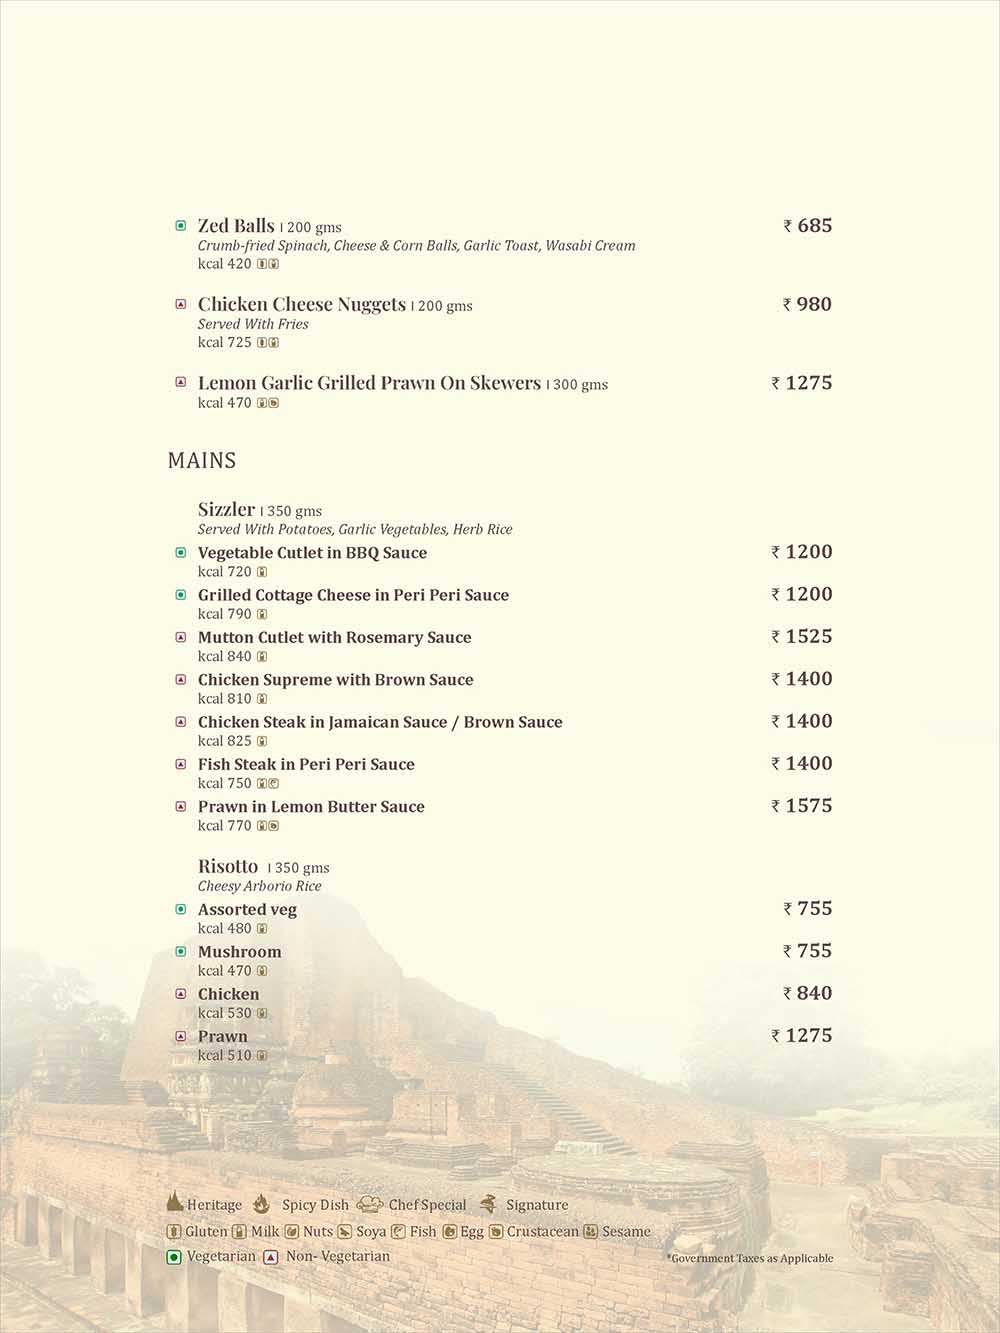 Zed Balls | 200 gms ₹ 685
Crumb-fried Spinach, Cheese & Corn Balls, Garlic Toast, Wasabi Cream
kcal 420
Chicken Cheese Nuggets | 200 gms ₹ 980
Served With Fries
kcal 725
Lemon Garlic Grilled Prawn On Skewers | 300 gms ₹ 1275
kcal 470
MAINS
Sizzler | 350 gms
Served With Potatoes, Garlic Vegetables, Herb Rice
Vegetable Cutlet in BBQ Sauce ₹ 1200
kcal 720
Grilled Cottage Cheese in Peri Peri Sauce ₹ 1200
kcal 790
Mutton Cutlet with Rosemary Sauce ₹ 1525
kcal 840
Chicken Supreme with Brown Sauce ₹ 1400
kcal 810
Chicken Steak in Jamaican Sauce / Brown Sauce ₹ 1400
kcal 825
Fish Steak in Peri Peri Sauce ₹ 1400
kcal 750
Prawn in Lemon Butter Sauce ₹ 1575
kcal 770
Risotto | 350 gms
Cheesy Arborio Rice
Assorted veg ₹ 755
kcal 480
Mushroom ₹ 755
kcal 470
Chicken ₹ 840
kcal 530
Prawn ₹ 1275
kcal 510
Heritage Spicy Dish Chef Special Signature
Gluten Milk Nuts Soya Fish Egg Crustacean Sesame
Vegetarian Non- Vegetarian *Government Taxes as Applicable